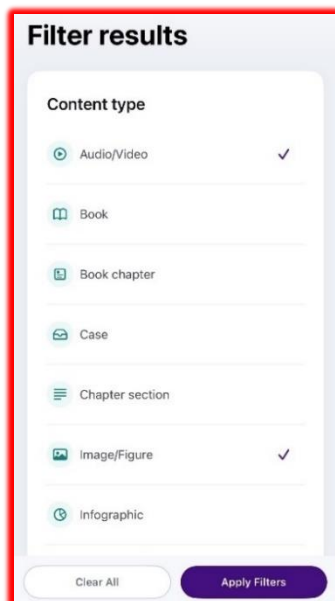 Filter results
Content type
Audio/Video
Book
Book chapter
Case
Chapter section
Image/Figure
Infographic
Clear All
Apply Filters